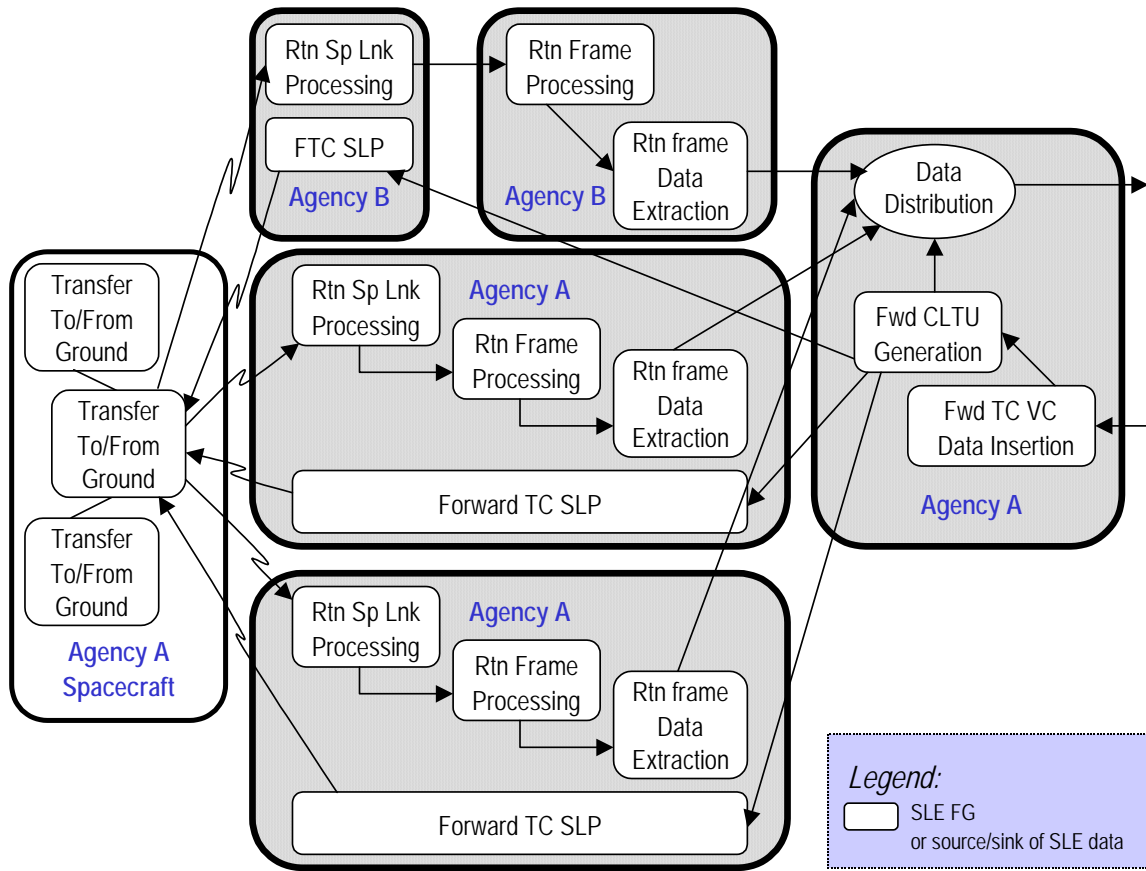 Rtn Sp Lnk
Processing
FTC SLP
Agency B
Rtn Frame
Processing
Rtn frame
Data
Extraction
Agency B
Data
Distribution
Fwd CLTU
Generation
Fwd TC VC
Data Insertion
Agency A
Transfer
To/From
Ground
Transfer
To/From
Ground
Transfer
To/From
Ground
Agency A
Spacecraft
Rtn Sp Lnk
Processing
Agency A
Rtn Frame
Processing
Rtn frame
Data
Extraction
Forward TC SLP
Rtn Sp Lnk
Processing
Agency A
Rtn Frame
Processing
Rtn frame
Data
Extraction
Forward TC SLP
Legend:
SLE FG
or source/sink of SLE data